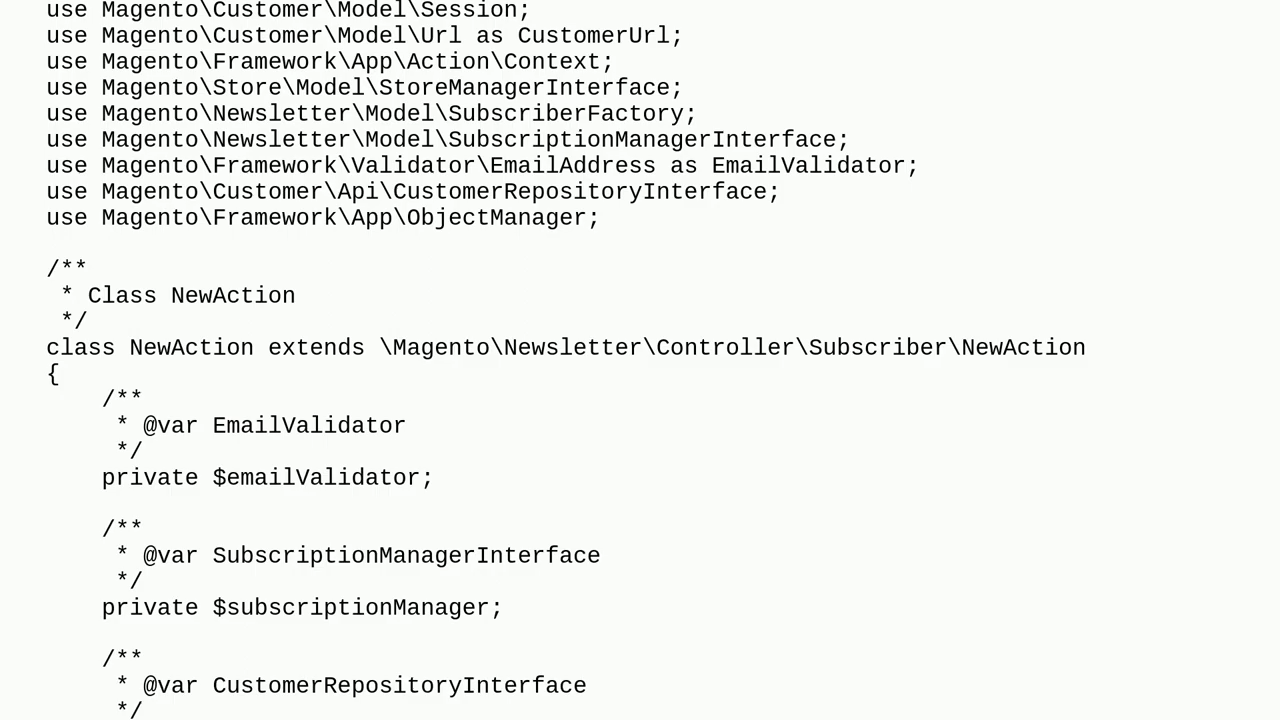 use Magento\Customer\Model\Session;
use Magento\Customer\Model\Url as CustomerUrl;
use Magento\Framework\App\Action\Context;
use Magento\Store\Model\StoreManagerInterface;
use Magento\Newsletter\Model\SubscriberFactory;
use Magento\Newsletter\Model\SubscriptionManagerInterface;
use Magento\Framework\Validator\EmailAddress as EmailValidator;
use Magento\Customer\Api\CustomerRepositoryInterface;
use Magento\Framework\App\ObjectManager;

/**
 * Class NewAction
 */
class NewAction extends \Magento\Newsletter\Controller\Subscriber\NewAction
{
    /**
     * @var EmailValidator
     */
    private $emailValidator;

    /**
     * @var SubscriptionManagerInterface
     */
    private $subscriptionManager;

    /**
     * @var CustomerRepositoryInterface
     */